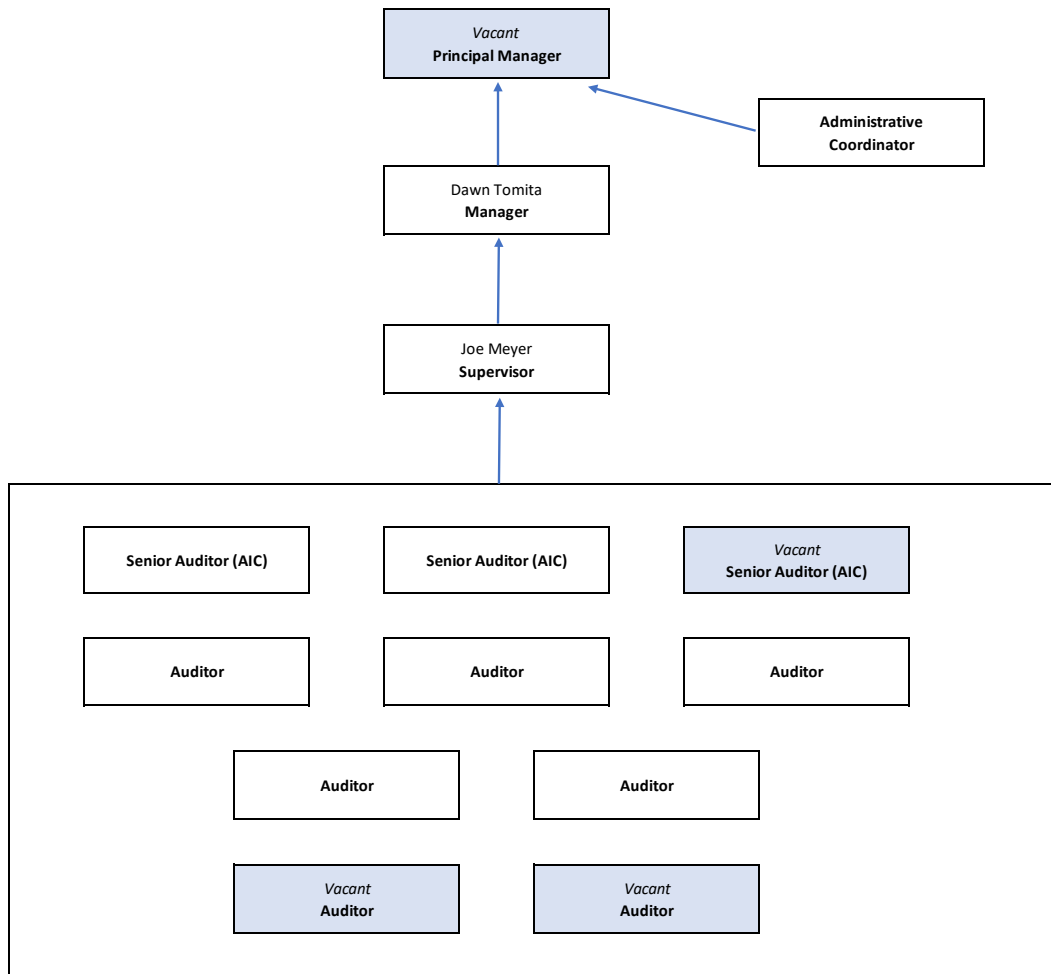 Vacant
Principal Manager
Administrative
Coordinator
Dawn Tomita
Manager
Joe Meyer
Supervisor
Senior Auditor (AIC)
Senior Auditor (AIC)
Vacant
Senior Auditor (AIC)
Auditor
Auditor
Auditor
Auditor
Auditor
Vacant
Auditor
Vacant
Auditor